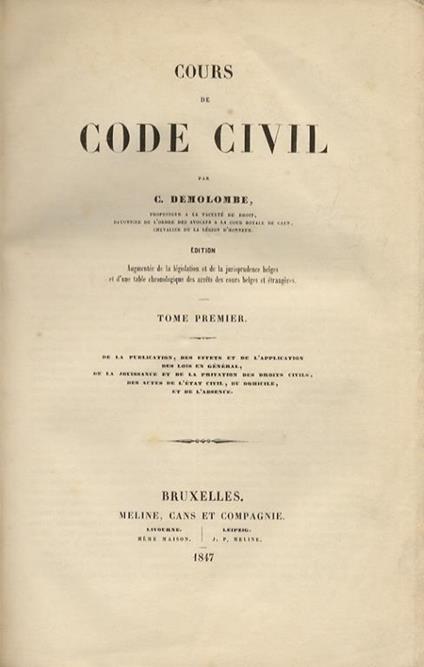 COURS
DE
CODE CIVIL
PAR
C. DEMOLOMBE,
PROFESSEUR A LA FACULTÉ DE DROIT,
BATONNIER DE L'ORDRE DES AVOCATS A LA COUR ROYALE DE CAEN,
CHEVALIER DE LA LÉGION D'HONNEUR.
ÉDITION
Augmentée de la législation et de la jurisprudence belges
et d'une table chronologique des arrêts des cours belges et étrangères.
TOME PREMIER.
DE LA PUBLICATION, DES EFFETS ET DE L'APPLICATION
DES LOIS EN GÉNÉRAL,
DE LA JOUISSANCE ET DE LA PRIVATION DES DROITS CIVILS,
DES ACTES DE L'ÉTAT CIVIL, DU DOMICILE,
ET DE L'ABSENCE.
BRUXELLES.
MELINE, CANS ET COMPAGNIE.
LIVOURNE. LEIPZIG.
MÊME MAISON. J. P. MELINE.
1847